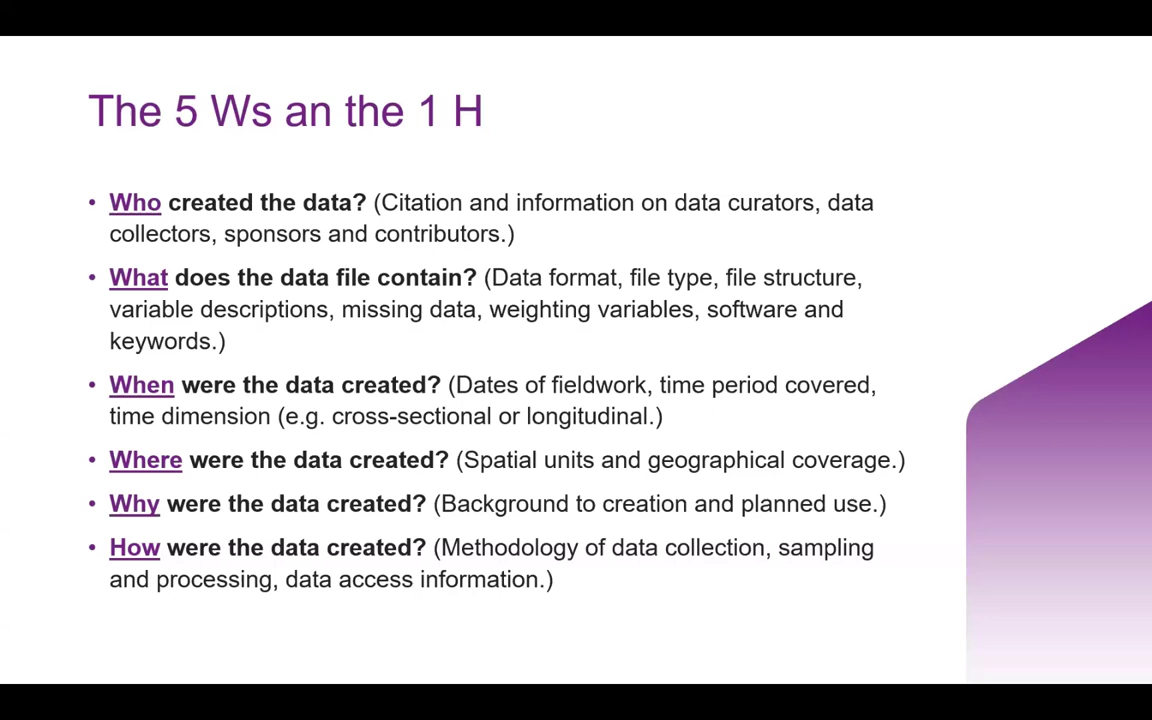 The 5 Ws an the 1 H
• Who created the data? (Citation and information on data curators, data
collectors, sponsors and contributors.)
• What does the data file contain? (Data format, file type, file structure,
variable descriptions, missing data, weighting variables, software and
keywords.)
• When were the data created? (Dates of fieldwork, time period covered,
time dimension (e.g. cross-sectional or longitudinal.)
• Where were the data created? (Spatial units and geographical coverage.)
• Why were the data created? (Background to creation and planned use.)
• How were the data created? (Methodology of data collection, sampling
and processing, data access information.)